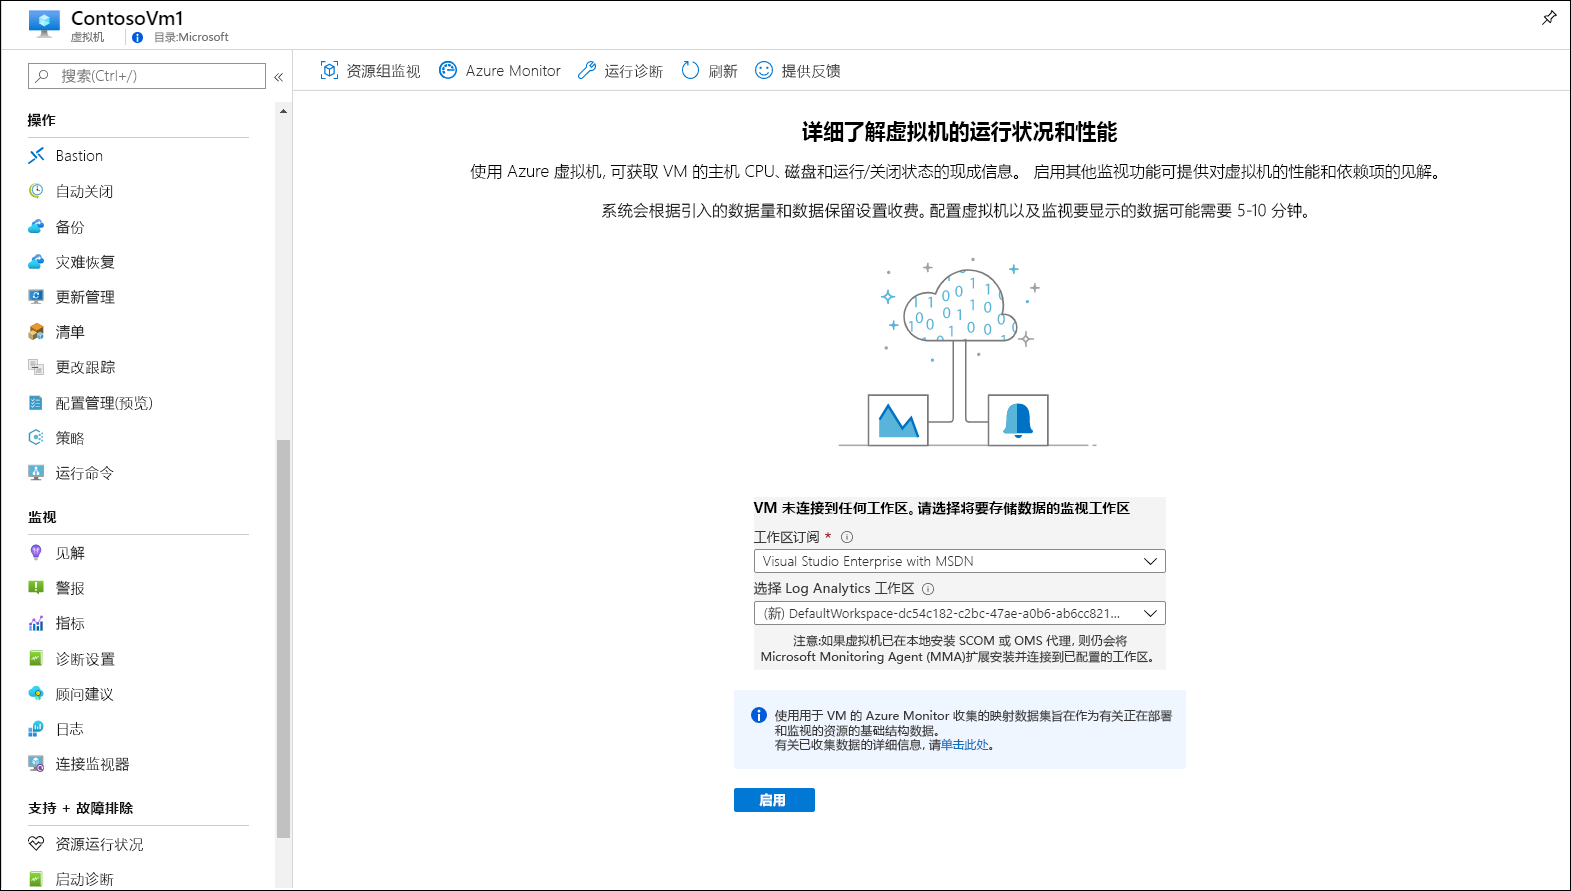 ContosoVm1
虚拟机
目录:Microsoft
搜索(Ctrl+/)
«
操作
Bastion
自动关闭
备份
灾难恢复
更新管理
清单
更改跟踪
配置管理(预览)
策略
运行命令
监视
见解
警报
指标
诊断设置
顾问建议
日志
连接监视器
支持 + 故障排除
资源运行状况
启动诊断
资源组监视
Azure Monitor
运行诊断
刷新
提供反馈
详细了解虚拟机的运行状况和性能
使用 Azure 虚拟机, 可获取 VM 的主机 CPU、磁盘和运行/关闭状态的现成信息。 启用其他监视功能可提供对虚拟机的性能和依赖项的见解。
系统会根据引入的数据量和数据保留设置收费。配置虚拟机以及监视要显示的数据可能需要 5-10 分钟。
VM 未连接到任何工作区。请选择将要存储数据的监视工作区
工作区订阅 *
Visual Studio Enterprise with MSDN
选择 Log Analytics 工作区
(新) DefaultWorkspace-dc54c182-c2bc-47ae-a0b6-ab6cc821...
注意:如果虚拟机已在本地安装 SCOM 或 OMS 代理, 则仍会将
Microsoft Monitoring Agent (MMA)扩展安装并连接到已配置的工作区。
使用用于 VM 的 Azure Monitor 收集的映射数据集旨在作为有关正在部署
和监视的资源的基础结构数据。
有关已收集数据的详细信息, 请单击此处。
启用